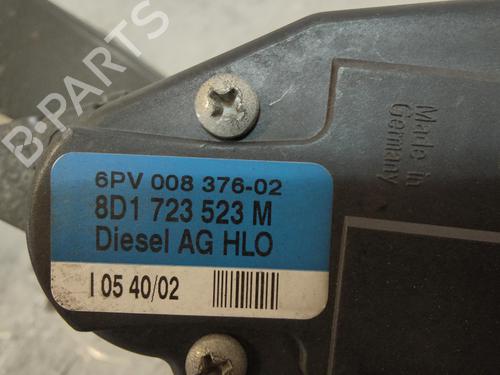 B-PARTS
Made in
Germany
6PV 008 376-02
8D1 723 523 M
Diesel AG HLO
I 05 40/02